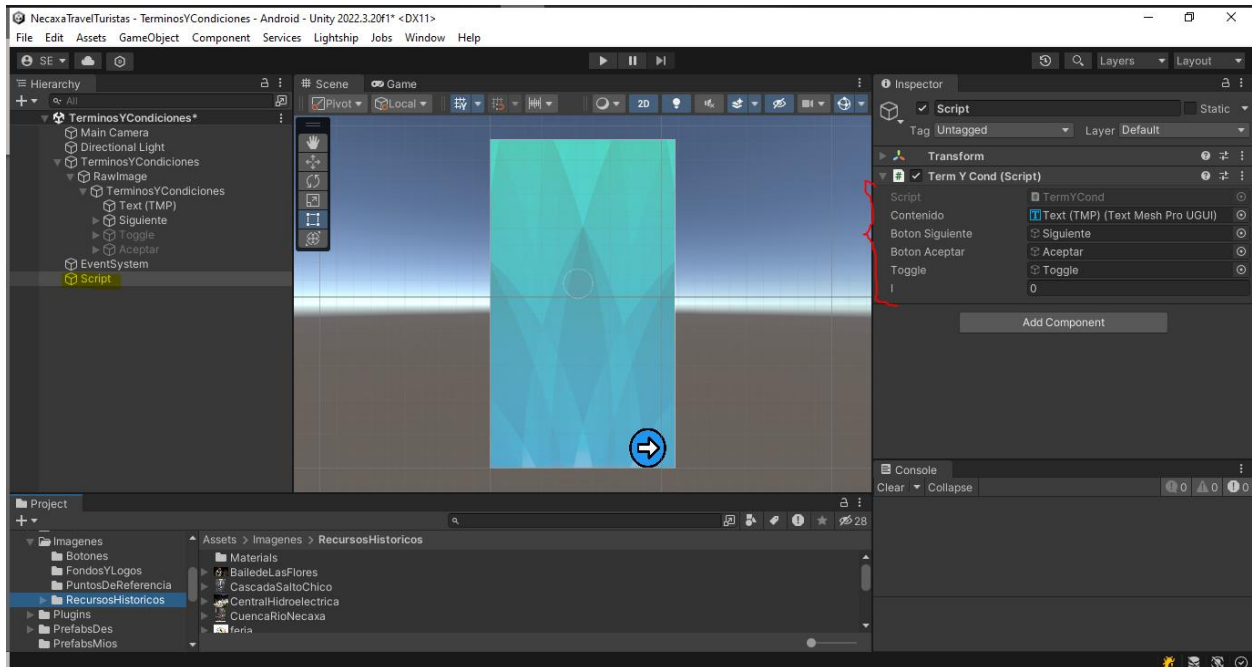 NecaxaTravelTuristas - TerminosYCondiciones - Android - Unity 2022.3.20f1* <DX11>
File Edit Assets GameObject Component Services Lightship Jobs Window Help
SE Layers Layout
Hierarchy
All
TerminosYCondiciones*
Main Camera
Directional Light
TerminosYCondiciones
RawImage
TerminosYCondiciones
Text (TMP)
Siguiente
Toggle
Aceptar
EventSystem
Script
Scene Game
Pivot Local 2D
Inspector
Script Static
Tag Untagged Layer Default
Transform
# Term Y Cond (Script)
Script TermYCond
Contenido Text (TMP) (Text Mesh Pro UGUI)
Boton Siguiente Siguiente
Boton Aceptar Aceptar
Toggle Toggle
I 0
Add Component
Console
Clear Collapse 0 0 0
Project
28
Imagenes
Botones
FondosYLogos
PuntosDeReferencia
RecursosHistoricos
Plugins
PrefabsDes
PrefabsMios
Assets > Imagenes > RecursosHistoricos
Materials
BailedeLasFlores
CascadaSaltoChico
CentralHidroelectrica
CuencaRioNecaxa
feria